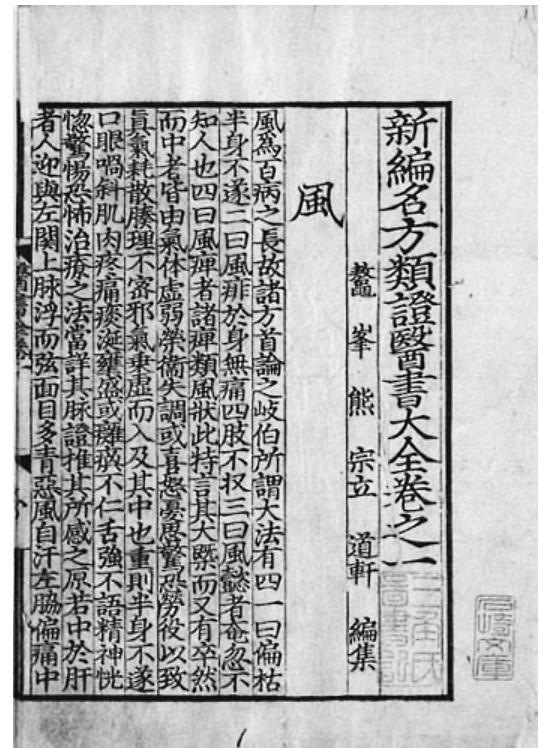 新編名方類證醫書大全卷之一
鰲峯熊宗立道軒編集
風
風爲百病之長故諸方首論之岐伯所謂大法有四一曰偏枯
半身不遂二曰風痱於身無痛四肢不収三曰風懿者奄忽不
知人也四曰風痺者諸痺類風狀此特言其大槩而又有卒然
而中者皆由氣体虛弱榮衛失調或喜怒憂思驚恐勞役以致
眞氣耗散腠理不密邪氣乗虛而入及其中也重則半身不遂
口眼喎斜肌肉疼痛痰涎壅盛或癱瘓不仁舌強不語精神恍
惚驚惕恐怖治療之法當詳其脉證推其所感之原若中於肝
者人迎與左関上脉浮而弦面目多青惡風自汗左脇偏痛中